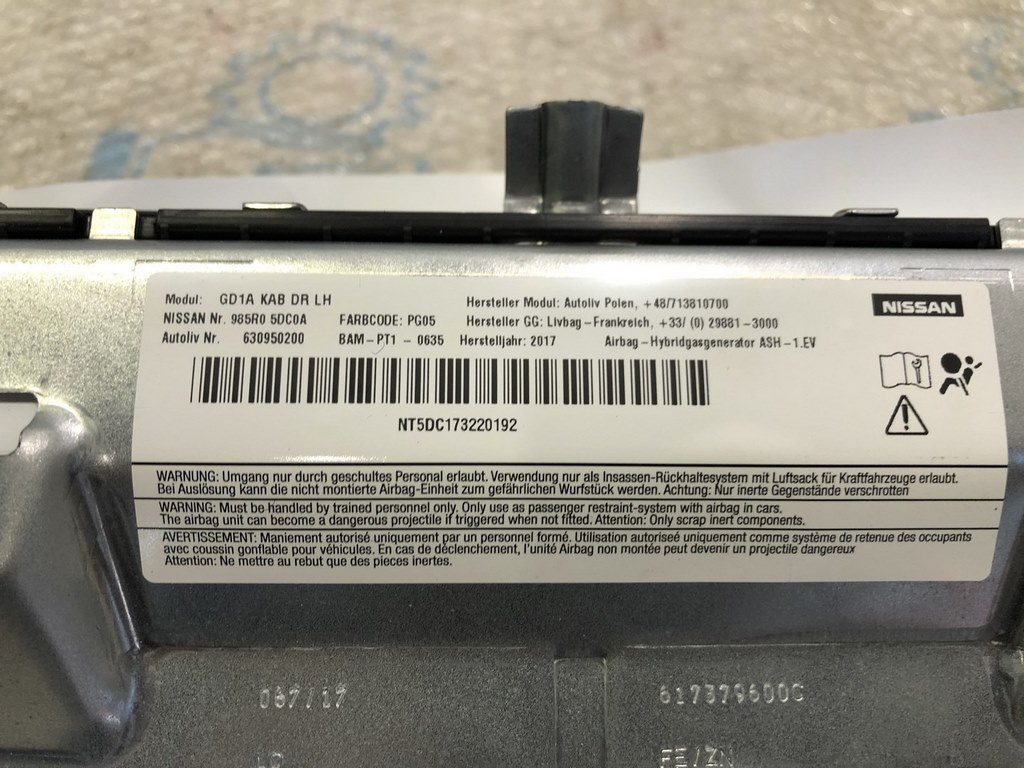 Modul: GD1A KAB DR LH
Hersteller Modul: Autoliv Polen, +48/713810700
NISSAN
NISSAN Nr. 985R0 5DC0A FARBCODE: PG05 Hersteller GG: Livbag-Frankreich, +33/ (0) 29881-3000
Autoliv Nr. 630950200 BAM-PT1 - 0635 Herstelljahr: 2017 Airbag-Hybridgasgenerator ASH-1.EV
NT5DC173220192
WARNUNG: Umgang nur durch geschultes Personal erlaubt. Verwendung nur als Insassen-Rückhaltesystem mit Luftsack für Kraftfahrzeuge erlaubt.
Bei Auslösung kann die nicht montierte Airbag-Einheit zum gefährlichen Wurfstück werden. Achtung: Nur inerte Gegenstände verschrotten
WARNING: Must be handled by trained personnel only. Only use as passenger restraint-system with airbag in cars.
The airbag unit can become a dangerous projectile if triggered when not fitted. Attention: Only scrap inert components.
AVERTISSEMENT: Maniement autorisé uniquement par un personnel formé. Utilisation autoriseé uniquement comme système de retenue des occupants
avec coussin gonflable pour véhicules. En cas de déclenchement, l'unité Airbag non montée peut devenir un projectile dangereux
Attention: Ne mettre au rebut que des pieces inertes.
067/17 617379600C
FE/ZN